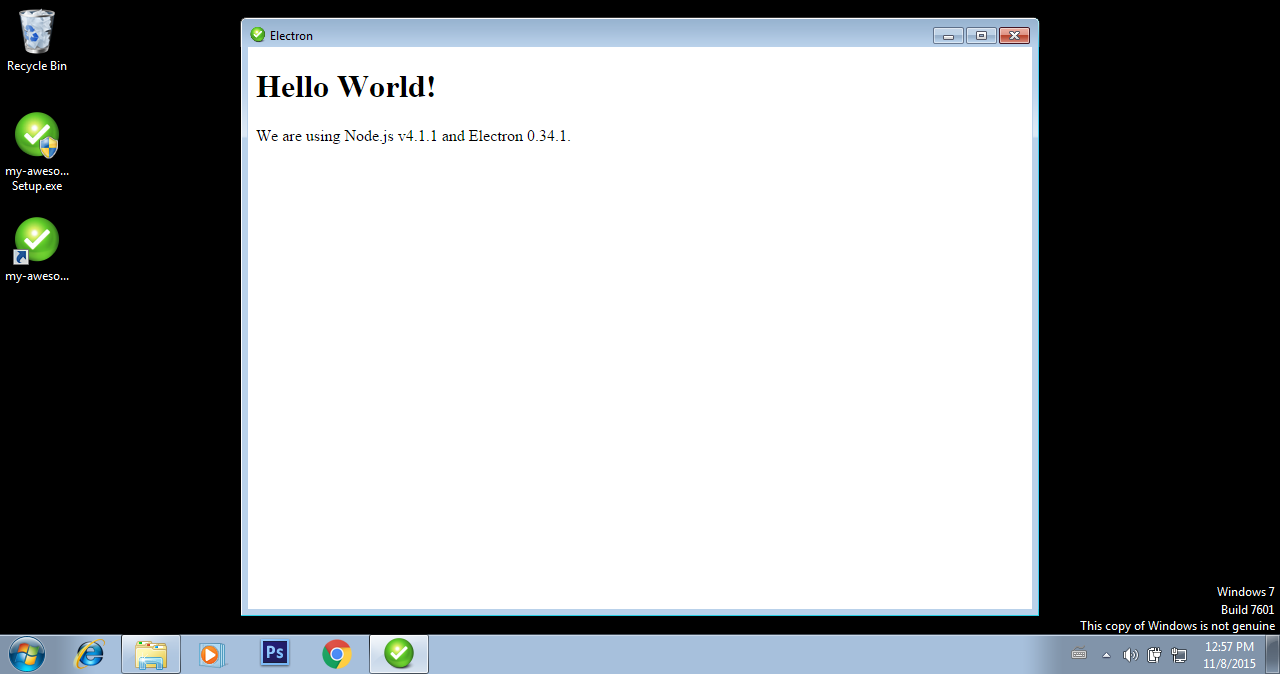 Recycle Bin
my-aweso...
Setup.exe
my-aweso...
Electron
Hello World!
We are using Node.js v4.1.1 and Electron 0.34.1.
Windows 7
Build 7601
This copy of Windows is not genuine
Ps
12:57 PM
11/8/2015